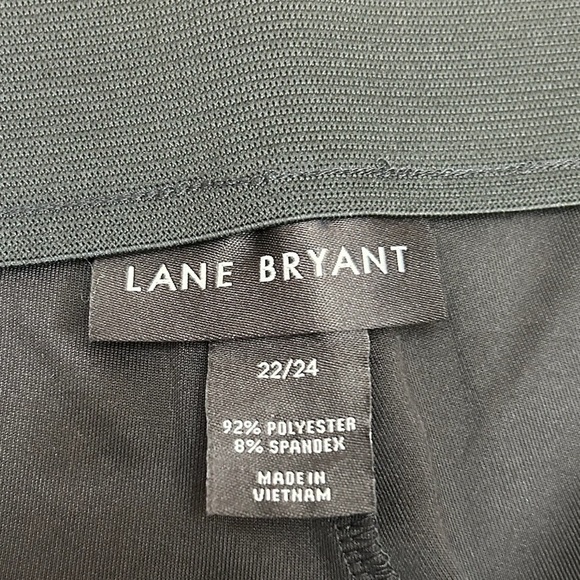 LANE BRYANT
22/24
92% POLYESTER
8% SPANDEX
MADE IN
VIETNAM